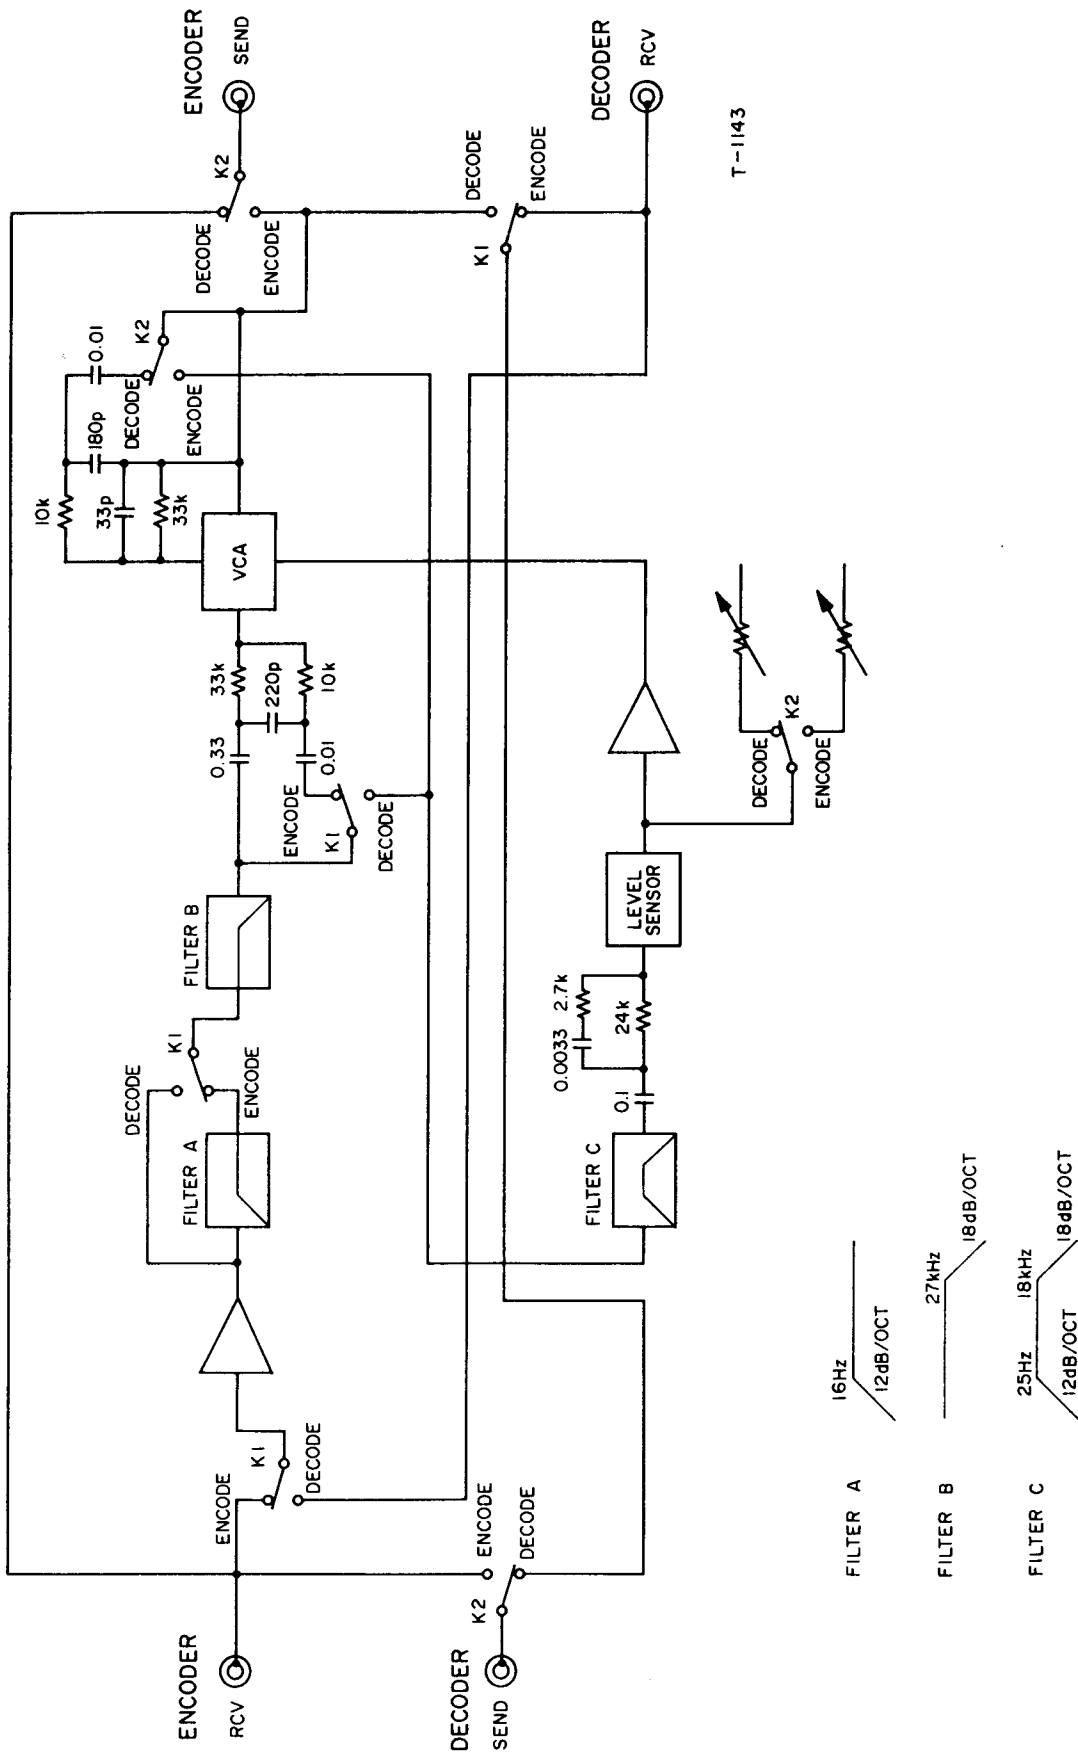 ENCODER
RCV
ENCODE
K1
DECODE
FILTER A
DECODE
K1
ENCODE
FILTER B
0.33
33k
220p
0.01
10k
ENCODE
K1
DECODE
VCA
10k
33p
180p
33k
0.01
DECODE
K2
ENCODE
DECODE
K2
ENCODE
ENCODER
SEND
DECODER
SEND
K2
ENCODE
DECODE
K1
DECODE
ENCODE
DECODER
RCV
FILTER C
0.1
0.0033
2.7k
24k
LEVEL
SENSOR
DECODE
K2
ENCODE
T-1143
FILTER A
16Hz
12dB/OCT
FILTER B
27kHz
18dB/OCT
FILTER C
25Hz
18kHz
12dB/OCT
18dB/OCT